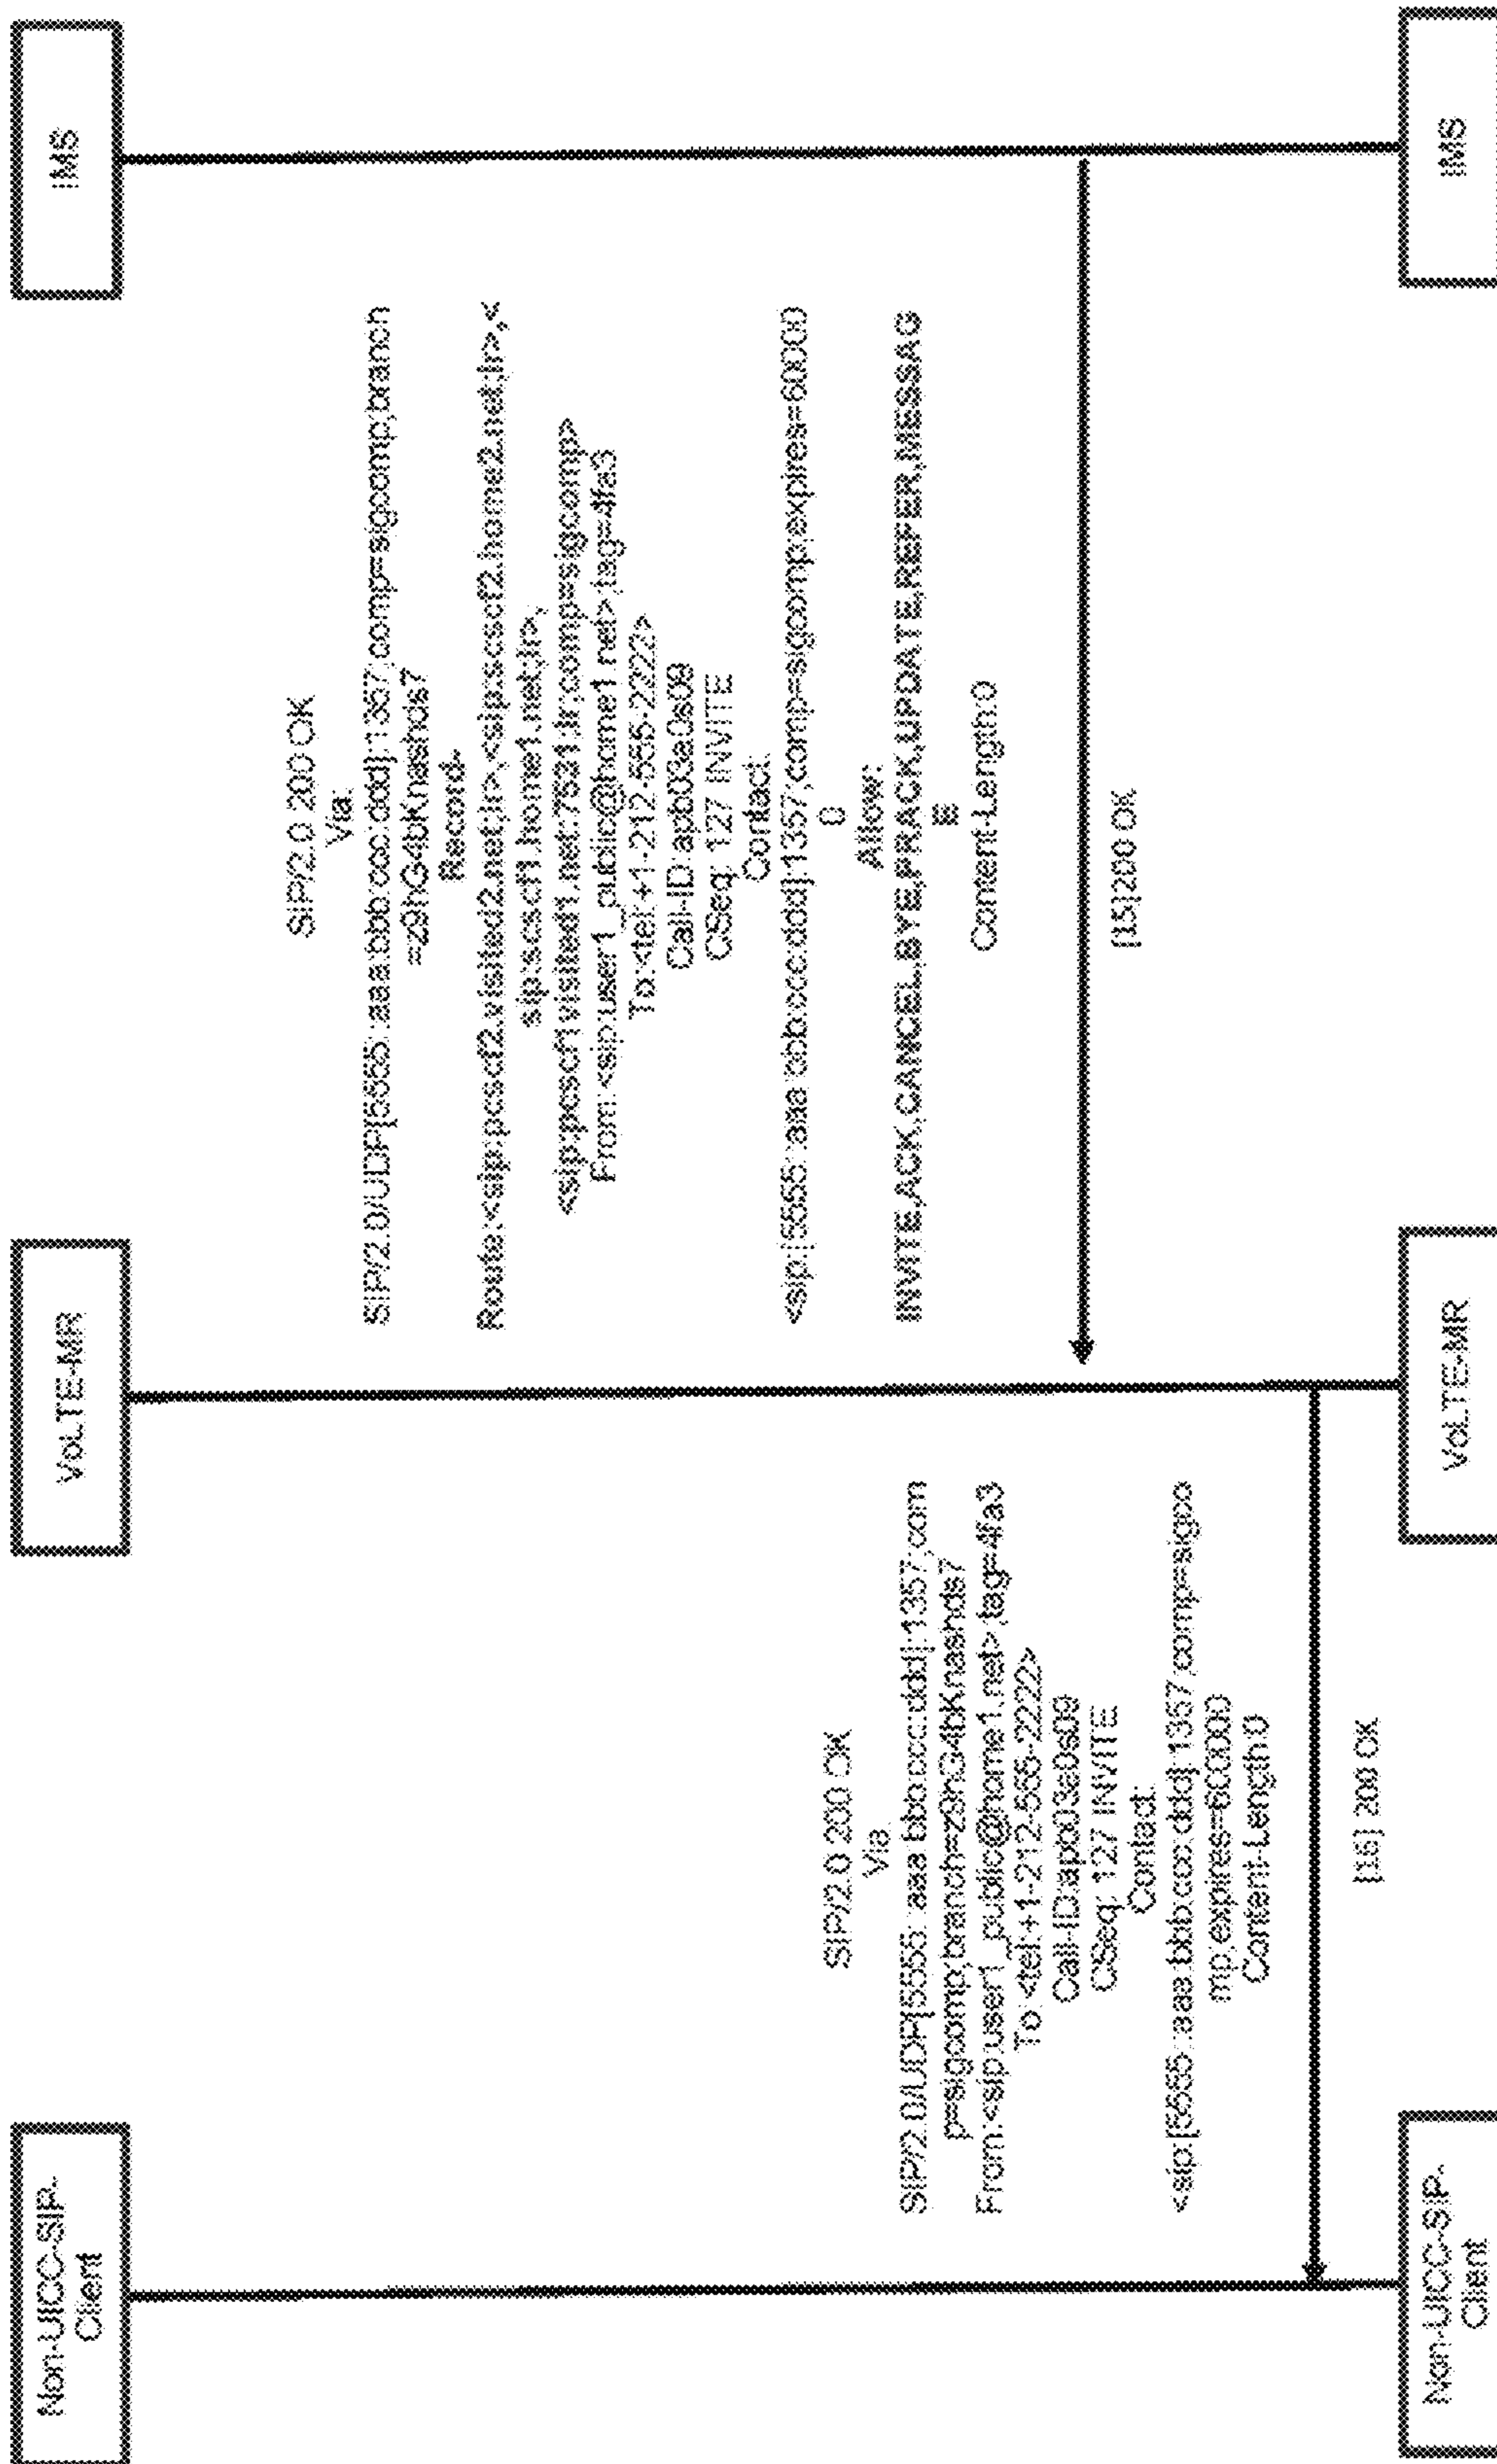 Non-UICC-SIP-
Client
VoLTE-MR
IMS
SIP/2.0 200 OK
Via:
SIP/2.0/UDP[5555::aaa:bbb:ccc:ddd]:1357;comp=sigcomp;branch
=z9hG4bKnashds7
Record-
Route:<sip:pcscf2.visited2.net;lr>,<sip:scscf2.home2.net;lr>,<
sip:scscf1.home1.net;lr>,
<sip:pcscf1visited1.net:7531;lr;comp=sigcomp>
From:<sip:user1_public@home1.net>;tag=4fa3
To:<tel:+1-212-555-2222>
Call-ID:apb03a0s09
CSeq: 127 INVITE
Contact:
<sip:[5555::aaa:bbb:ccc:ddd]:1357;comp=sigcomp;expires=60000
0
Allow:
INVITE,ACK,CANCEL,BYE,PRACK,UPDATE,REFER,MESSAG
E
Content-Length:0
[15]200 OK
SIP/2.0 200 OK
Via:
SIP/2.0/UDP[5555::aaa:bbb:ccc:ddd]:1357;com
p=sigcomp;branch=z9hG4bKnashds7
From:<sip:user1_public@home1.net>;tag=4fa3
To:<tel:+1-212-555-2222>
Call-ID:apb03a0s09
CSeq: 127 INVITE
Contact:
<sip:[5555::aaa:bbb:ccc:ddd]:1357;comp=sigco
mp;expires=600000
Content-Length:0
[16] 200 OK
Non-UICC-SIP-
Client
VoLTE-MR
IMS